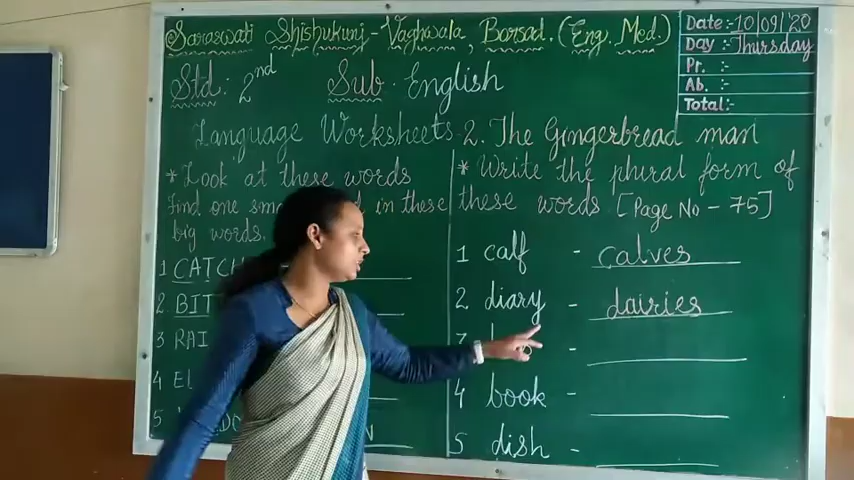 Saraswati Shishukunj - Vaghwala, Borsad. (Eng. Med)
Date :- 10/09/'20
Day :- Thursday
Pr. :-
Ab. :-
Total :-
Std : 2nd Sub - English
Language Worksheets - 2. The Gingerbread man
* Look at these words
find one in these
big words.
1 CATCH
2 BIT
3 RAI
4 EL
5
* Write the plural form of
these words [Page No - 75]
1 calf - calves
2 diary - dairies
-
4 book -
5 dish -